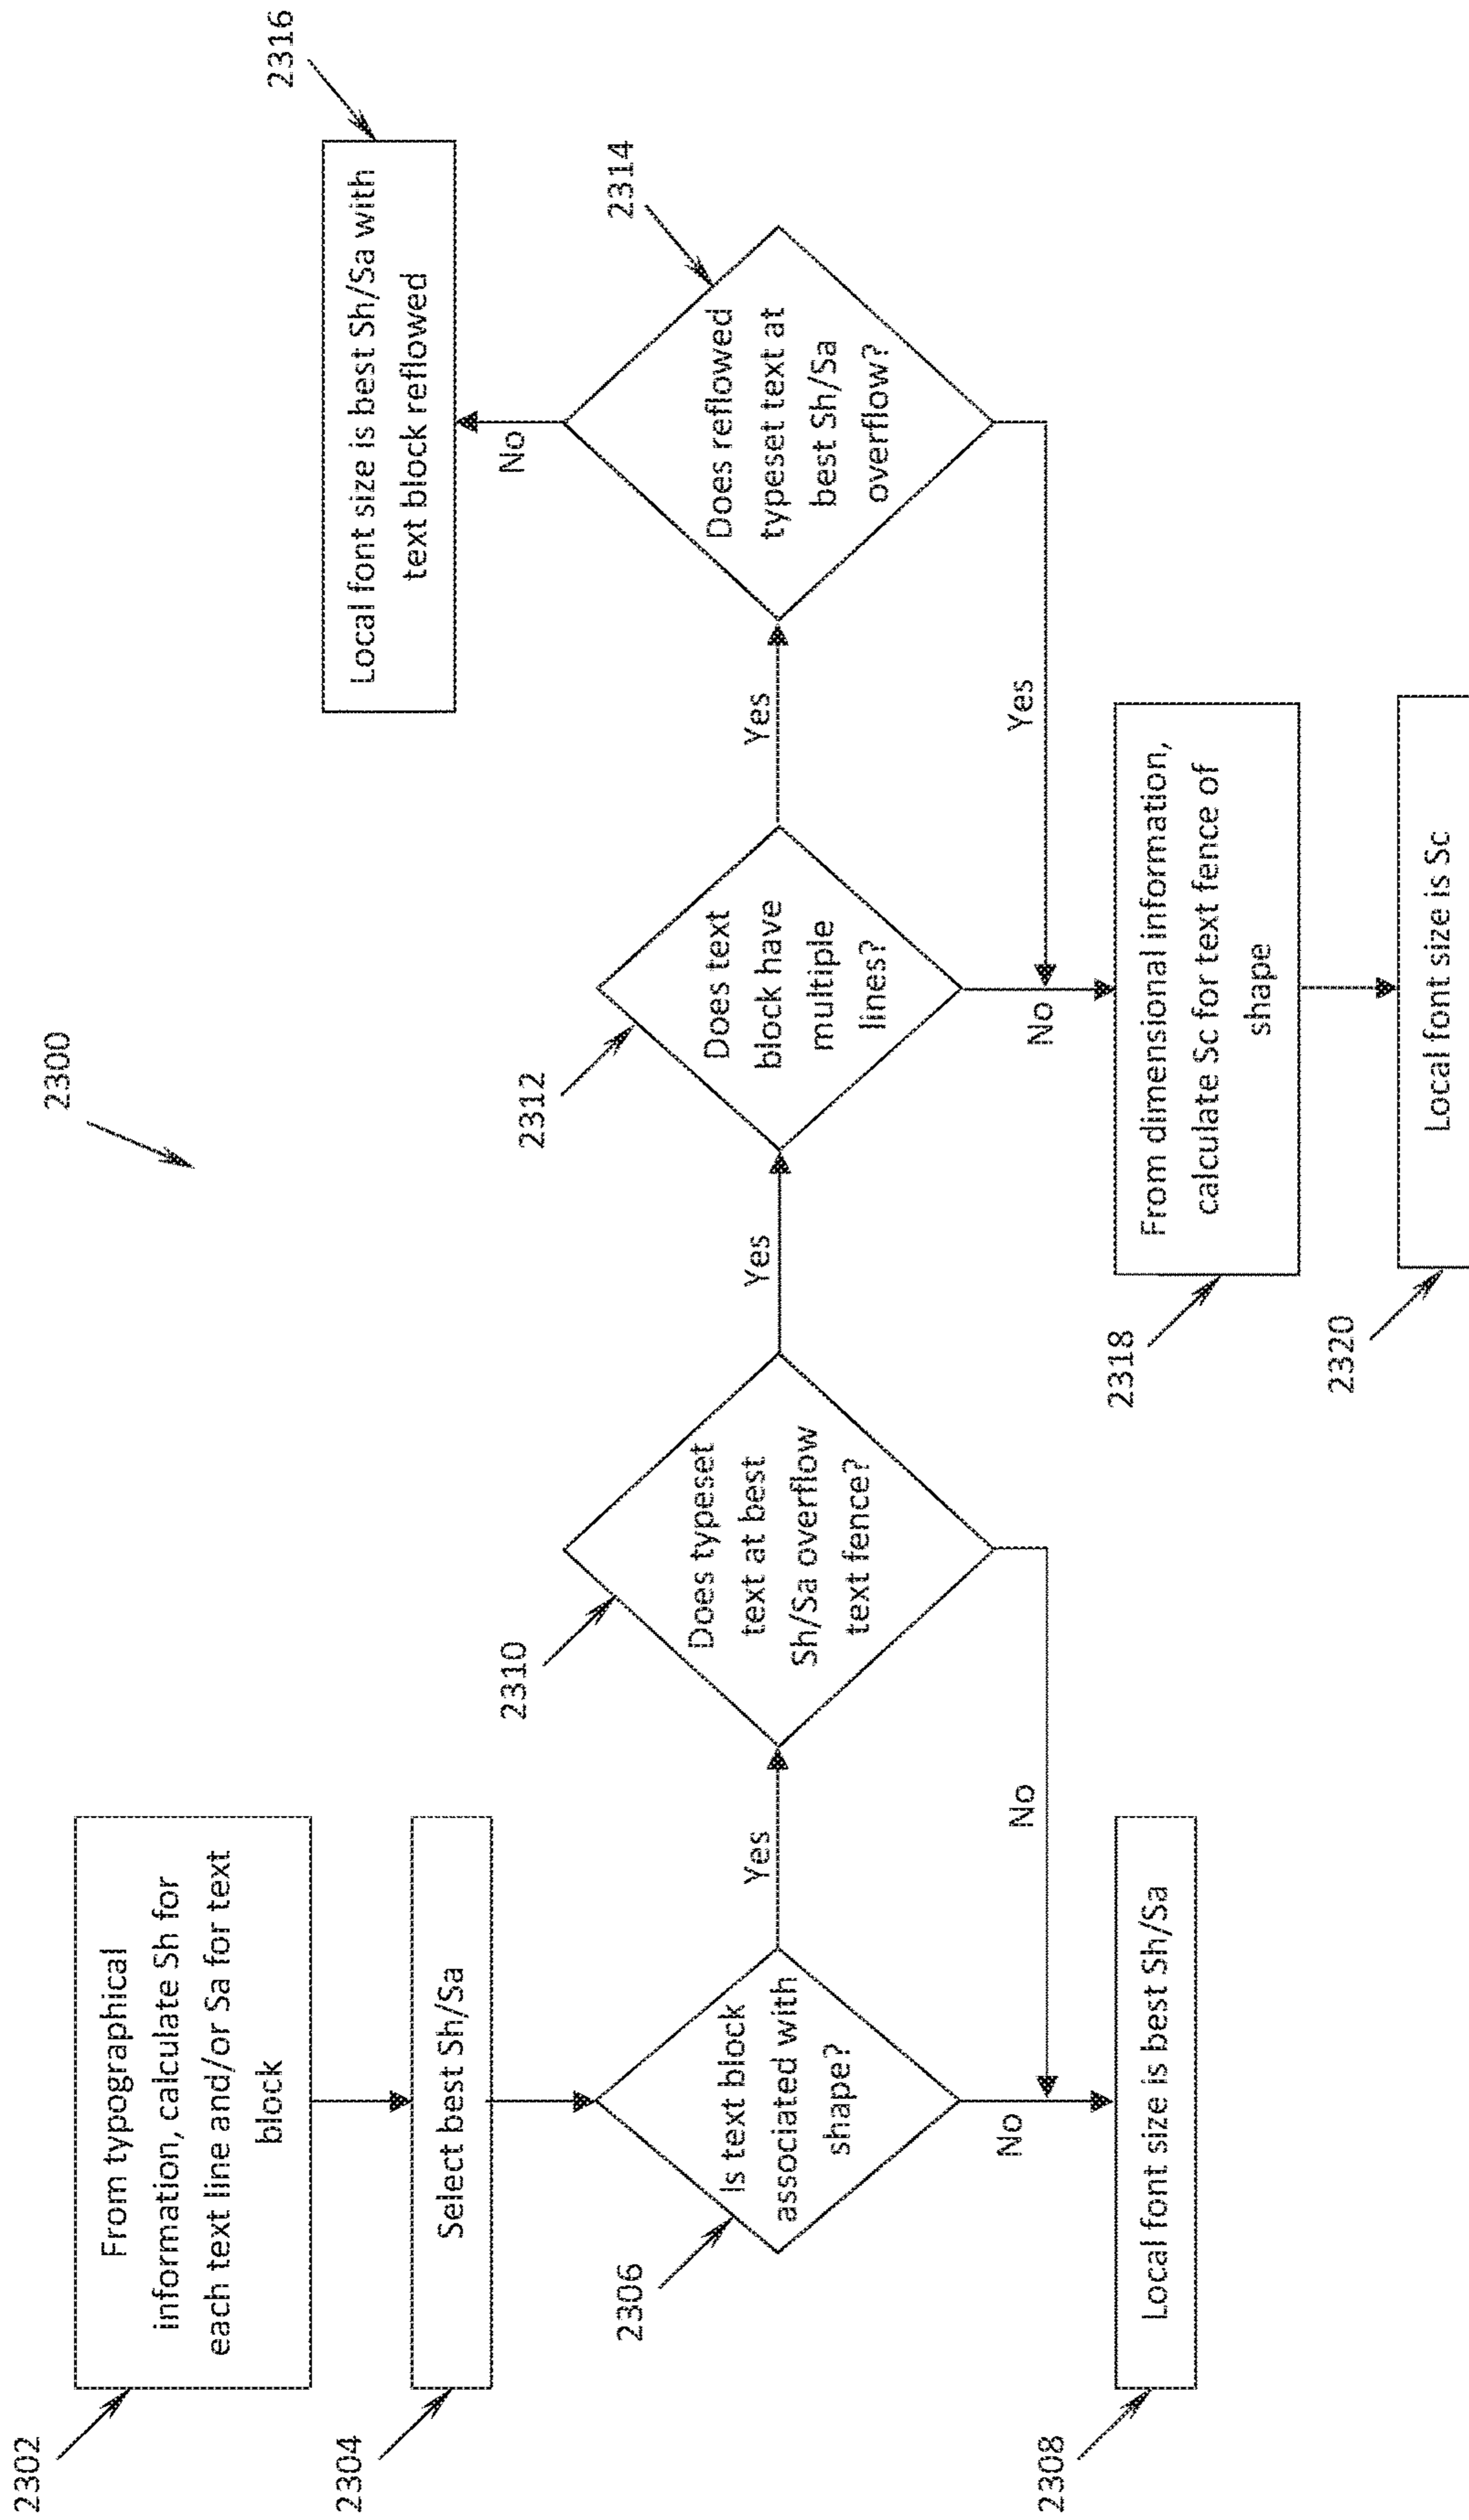 2300
2302
From typographical
information, calculate Sh for
each text line and/or Sa for text
block
2304
Select best Sh/Sa
2306
Is text block
associated with
shape?
Yes
No
2308
Local font size is best Sh/Sa
2310
Does typeset
text at best
Sh/Sa overflow
text fence?
Yes
No
2312
Does text
block have
multiple
lines?
Yes
No
2314
Does reflowed
typeset text at
best Sh/Sa
overflow?
No
Yes
2316
Local font size is best Sh/Sa with
text block reflowed
2318
From dimensional information,
calculate Sc for text fence of
shape
2320
Local font size is Sc